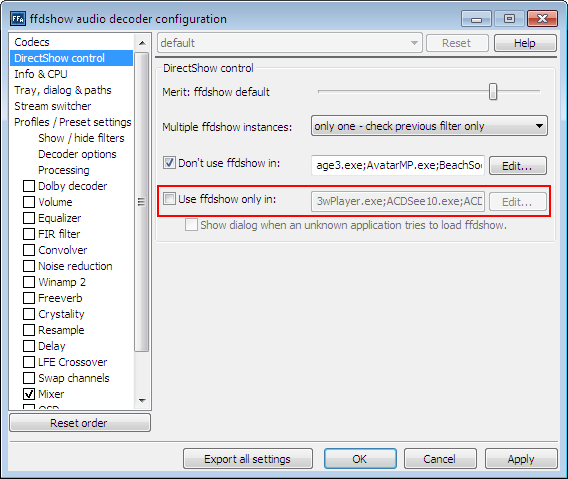 FFa ffdshow audio decoder configuration
Codecs
DirectShow control
Info & CPU
Tray, dialog & paths
Stream switcher
Profiles / Preset settings
Show / hide filters
Decoder options
Processing
Dolby decoder
Volume
Equalizer
FIR filter
Convolver
Noise reduction
Winamp 2
Freeverb
Crystality
Resample
Delay
LFE Crossover
Swap channels
Mixer
OSD
Reset order
default
Reset
Help
DirectShow control
Merit: ffdshow default
Multiple ffdshow instances: only one - check previous filter only
Don't use ffdshow in: age3.exe;AvatarMP.exe;BeachSoc Edit...
Use ffdshow only in: 3wPlayer.exe;ACDSee10.exe;ACD Edit...
Show dialog when an unknown application tries to load ffdshow.
Export all settings OK Cancel Apply